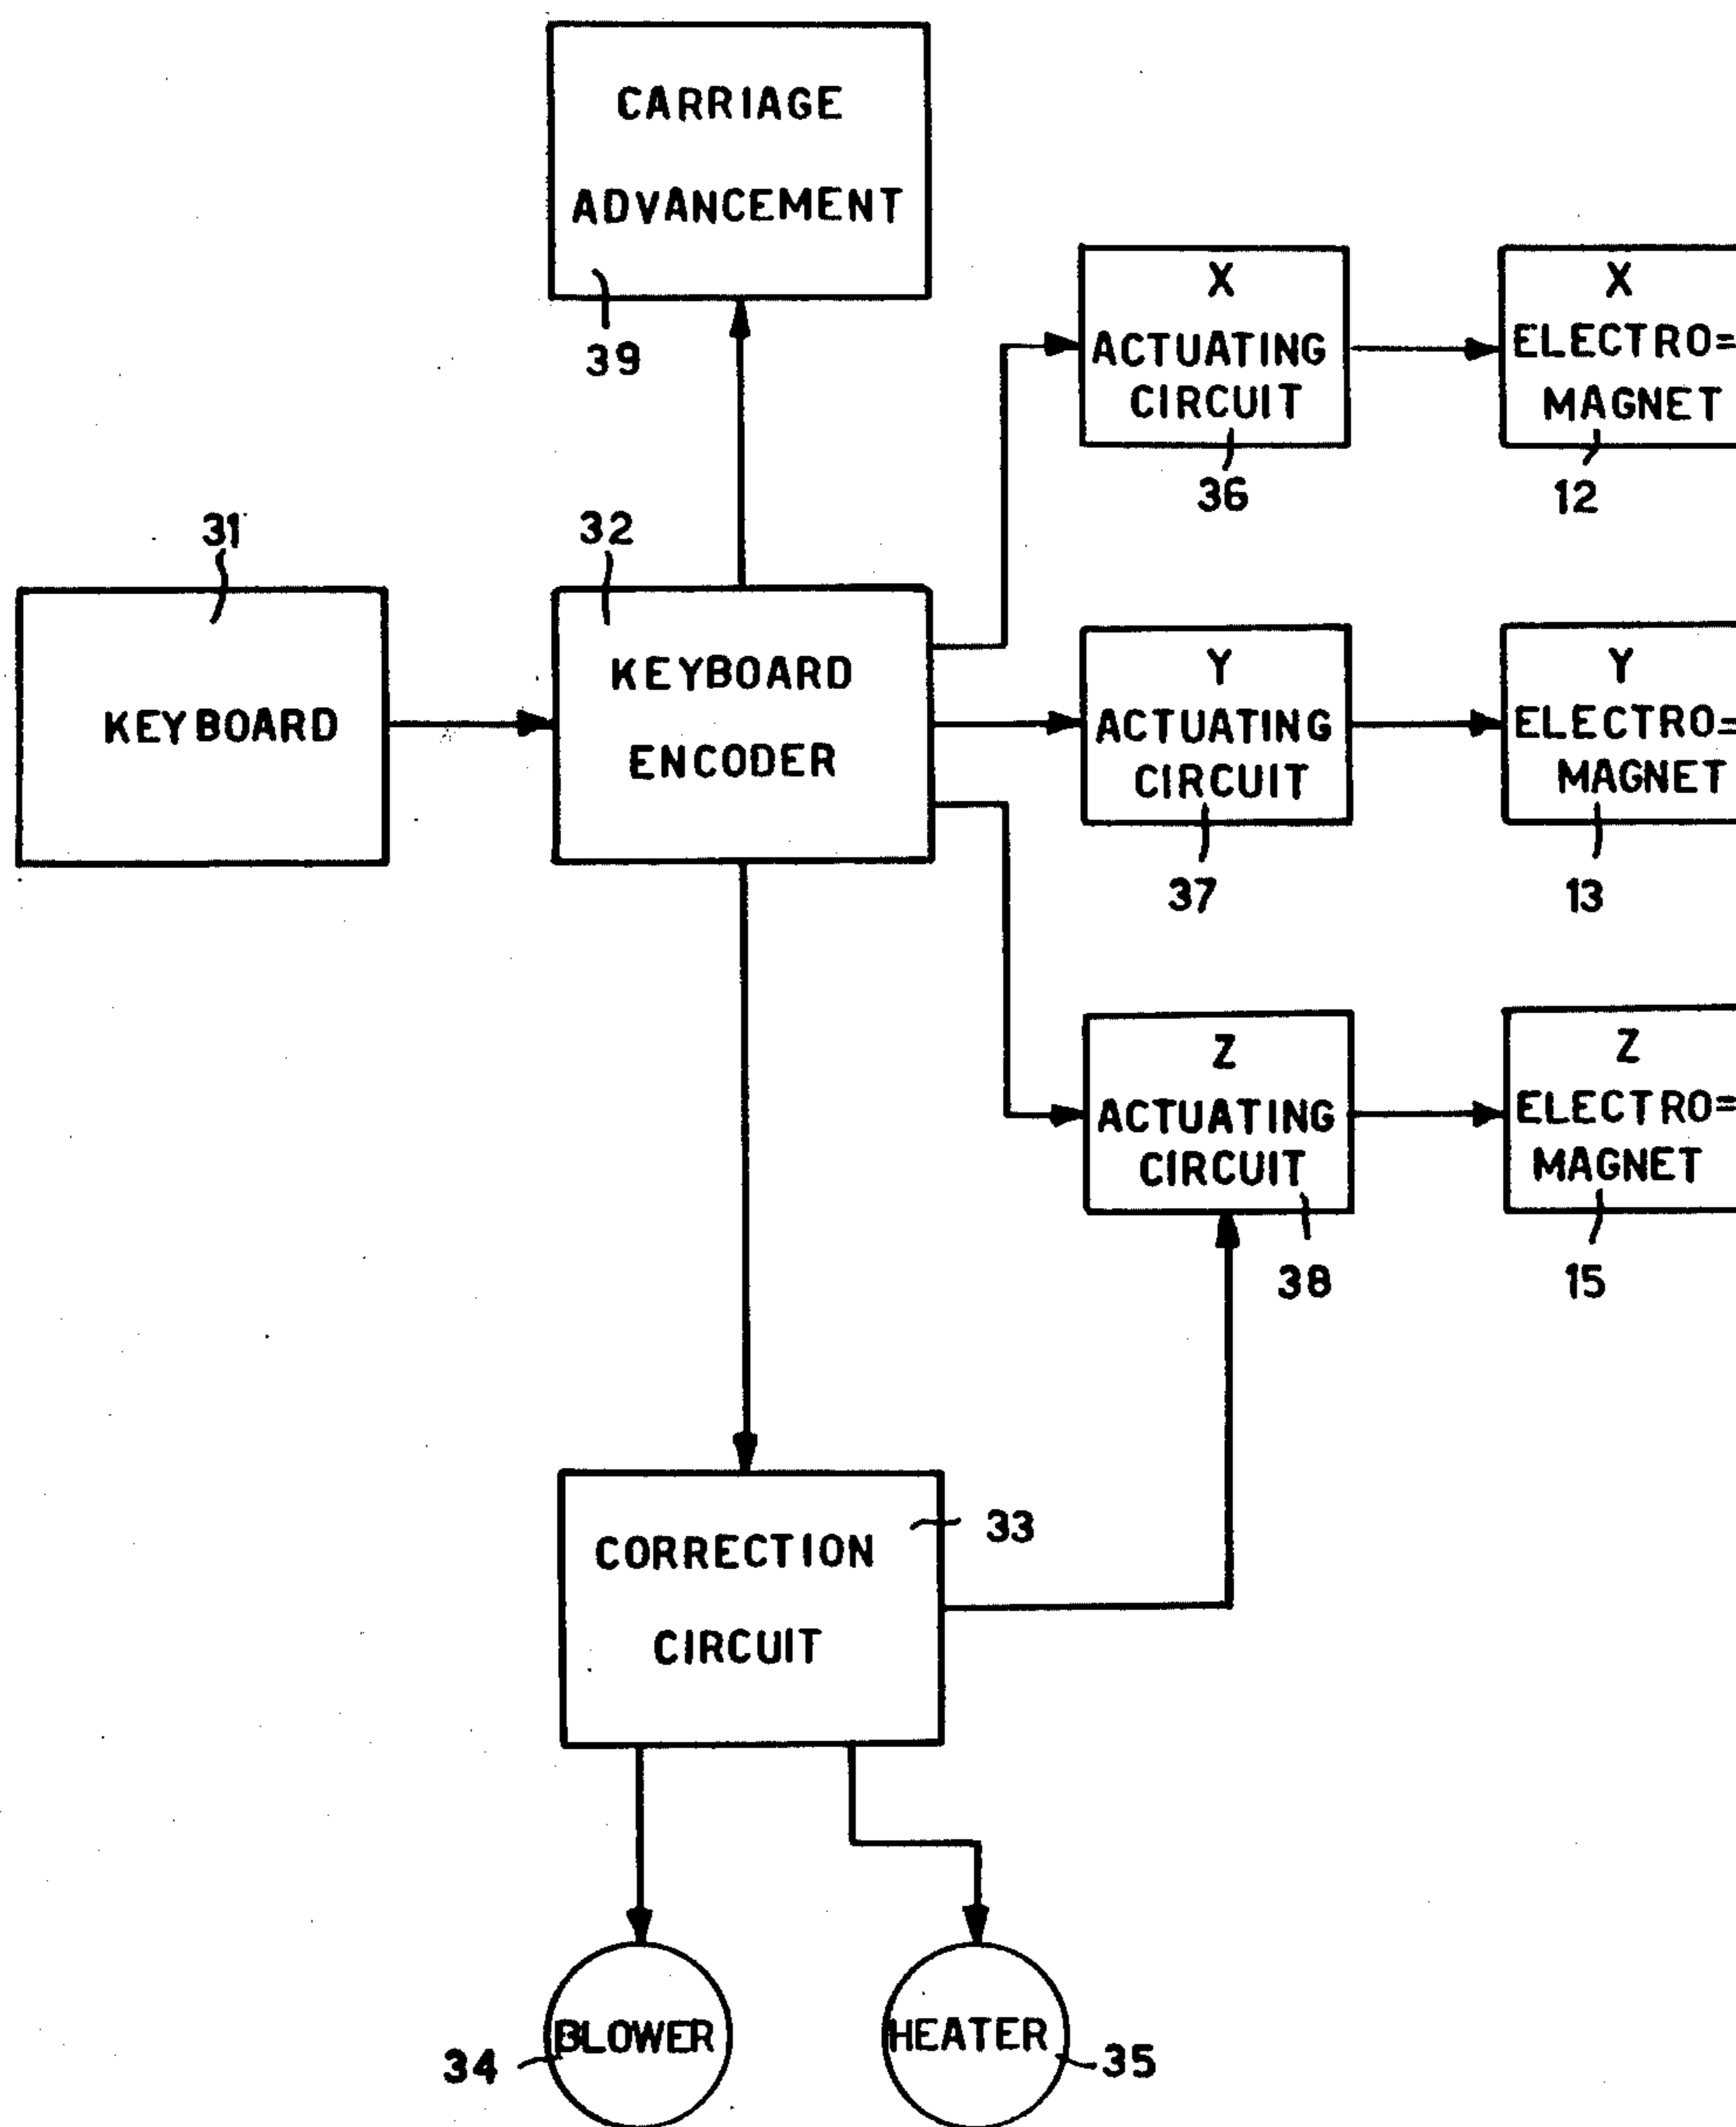 CARRIAGE
ADVANCEMENT
39
X
ACTUATING
CIRCUIT
36
X
ELECTRO=
MAGNET
12
31
KEYBOARD
32
KEYBOARD
ENCODER
Y
ACTUATING
CIRCUIT
37
Y
ELECTRO=
MAGNET
13
Z
ACTUATING
CIRCUIT
38
Z
ELECTRO=
MAGNET
15
CORRECTION
CIRCUIT
33
BLOWER
34
HEATER
35